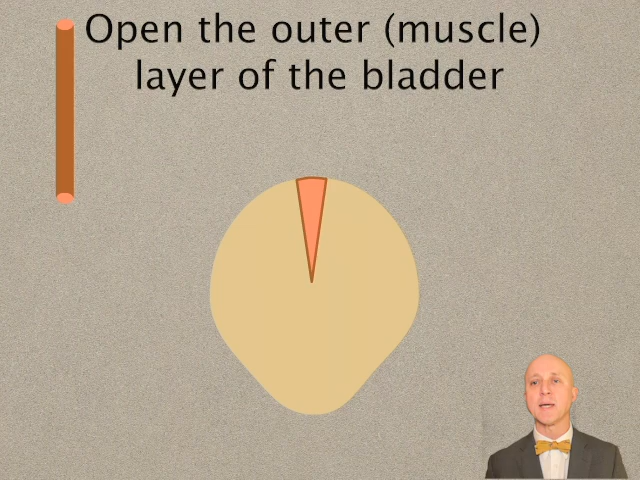 Open the outer (muscle)
layer of the bladder